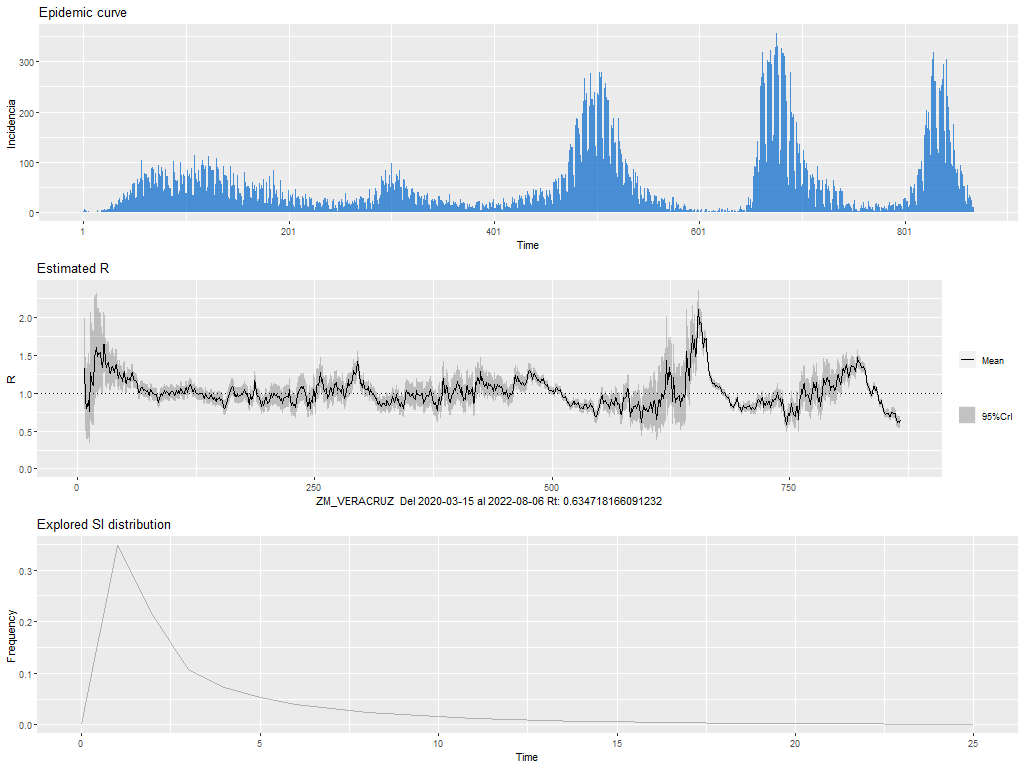 Epidemic curve
Incidencia
300
200
100
0
1
201
401
601
801
Time
Estimated R
R
2.0
1.5
1.0
0.5
0.0
0
250
500
750
Mean
95%CrI
ZM_VERACRUZ Del 2020-03-15 al 2022-08-06 Rt: 0.634718166091232
Explored SI distribution
Frequency
0.3
0.2
0.1
0.0
0
5
10
15
20
25
Time